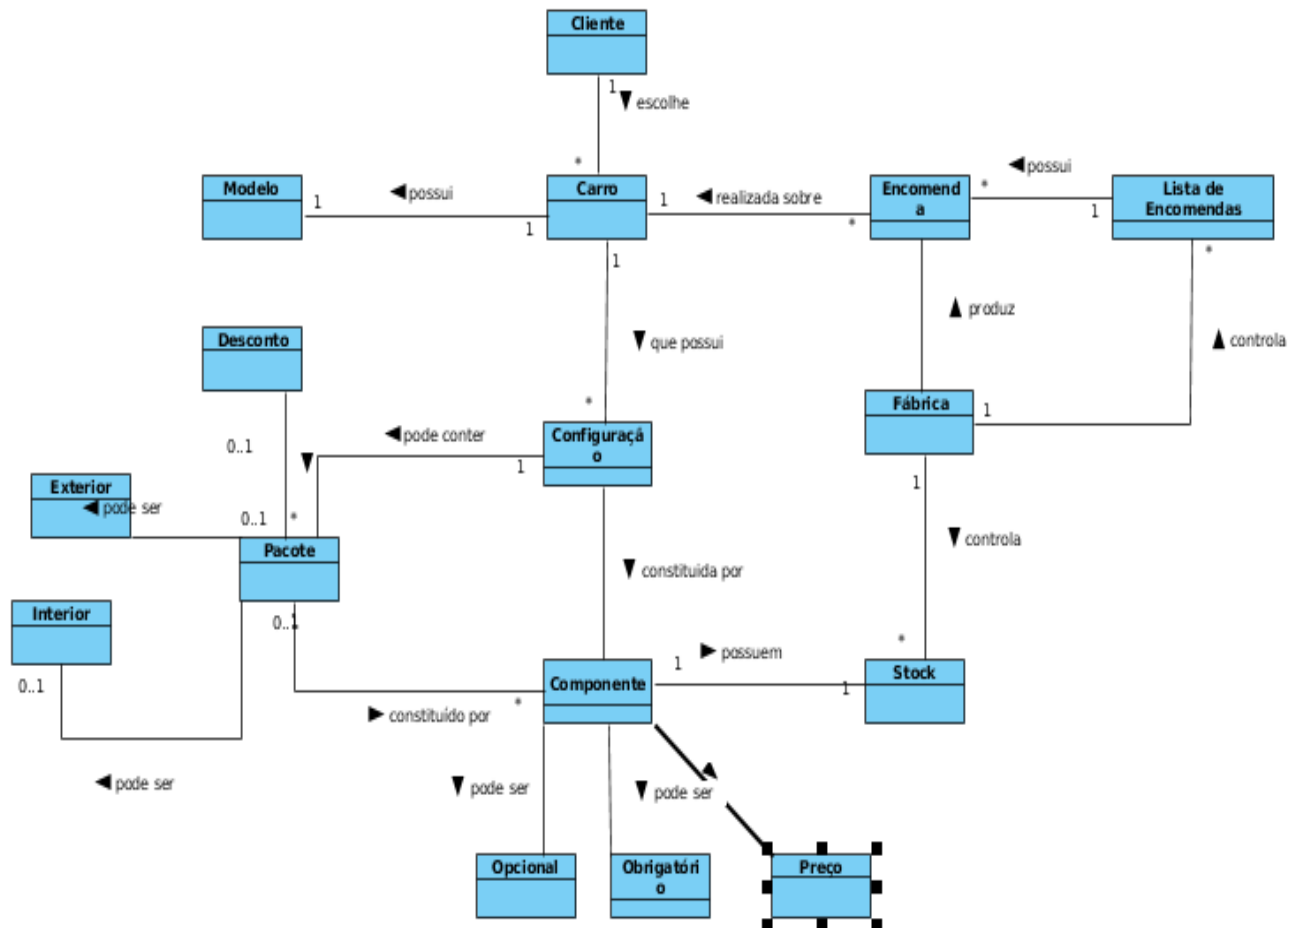 Cliente
1
escolhe
*
Modelo
1
possui
1
Carro
1
realizada sobre
*
Encomend
a
*
possui
1
Lista de
Encomendas
*
1
que possui
*
produz
controla
Desconto
0..1
pode conter
1
Configuraçã
o
Fábrica
1
1
Exterior
pode ser
0..1
*
Pacote
controla
constituida por
Interior
0..1
0..1
*
1
possuem
1
Stock
Componente
*
constituído por
pode ser
pode ser
pode ser
Opcional
Obrigatóri
o
Preço